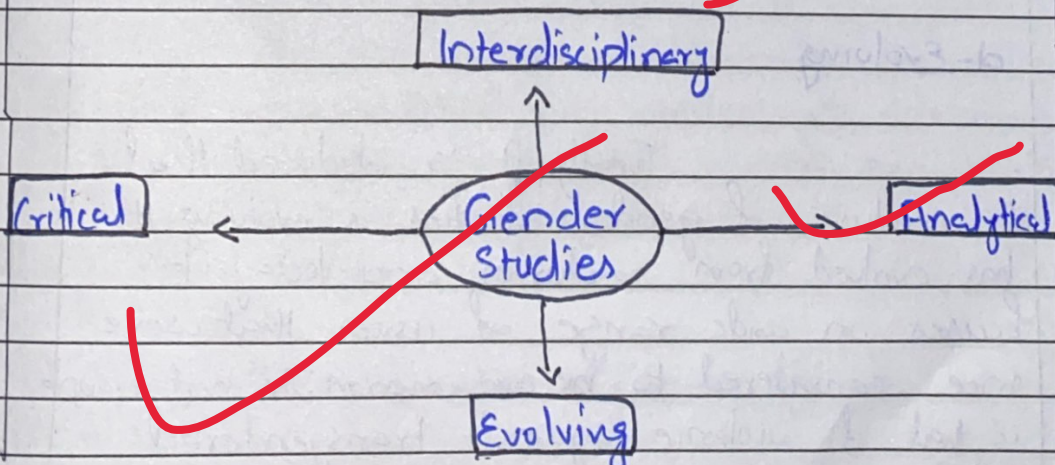 Interdisciplinary
Critical
Gender
Studies
Analytical
Evolving